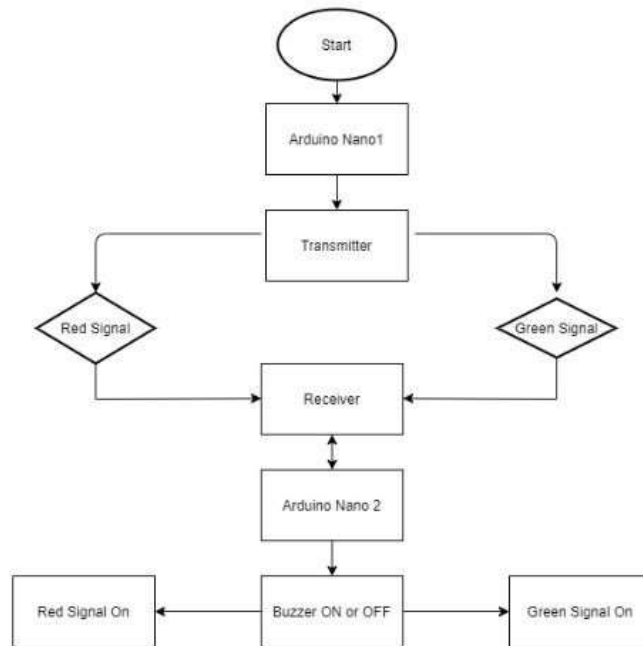 Start
Arduino Nano1
Transmitter
Red Signal
Green Signal
Receiver
Arduino Nano 2
Red Signal On
Buzzer ON or OFF
Green Signal On